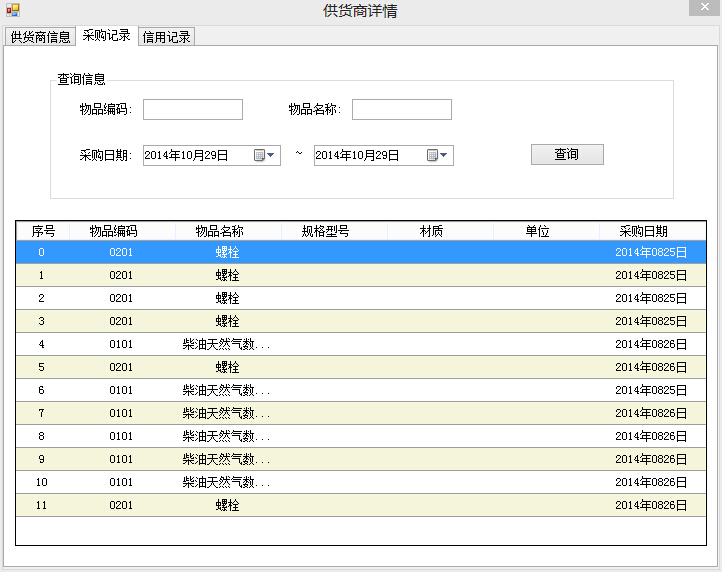 供货商详情
供货商信息 采购记录 信用记录
查询信息
物品编码: 物品名称:
采购日期: 2014年10月29日 ~ 2014年10月29日 查询
序号 物品编码 物品名称 规格型号 材质 单位 采购日期
0 0201 螺栓 2014年0825日
1 0201 螺栓 2014年0825日
2 0201 螺栓 2014年0825日
3 0201 螺栓 2014年0825日
4 0101 柴油天然气数... 2014年0826日
5 0201 螺栓 2014年0826日
6 0101 柴油天然气数... 2014年0825日
7 0101 柴油天然气数... 2014年0826日
8 0101 柴油天然气数... 2014年0826日
9 0101 柴油天然气数... 2014年0826日
10 0101 柴油天然气数... 2014年0826日
11 0201 螺栓 2014年0826日